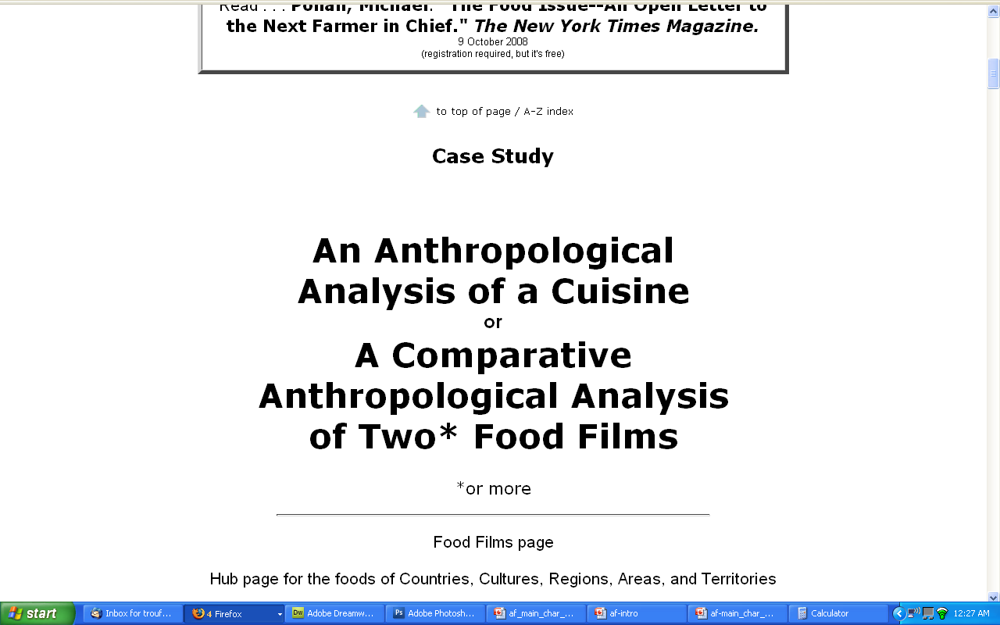 Read . . . Pollan, Michael. "The Food Issue--An Open Letter to
the Next Farmer in Chief." The New York Times Magazine.
9 October 2008
(registration required, but it's free)
to top of page / A-Z index
Case Study
An Anthropological
Analysis of a Cuisine
or
A Comparative
Anthropological Analysis
of Two* Food Films
*or more
Food Films page
Hub page for the foods of Countries, Cultures, Regions, Areas, and Territories
start Inbox for trouf... 4 Firefox Adobe Dreamw... Adobe Photosh... af_main_char_... af-intro af-main_char_... Calculator 12:27 AM